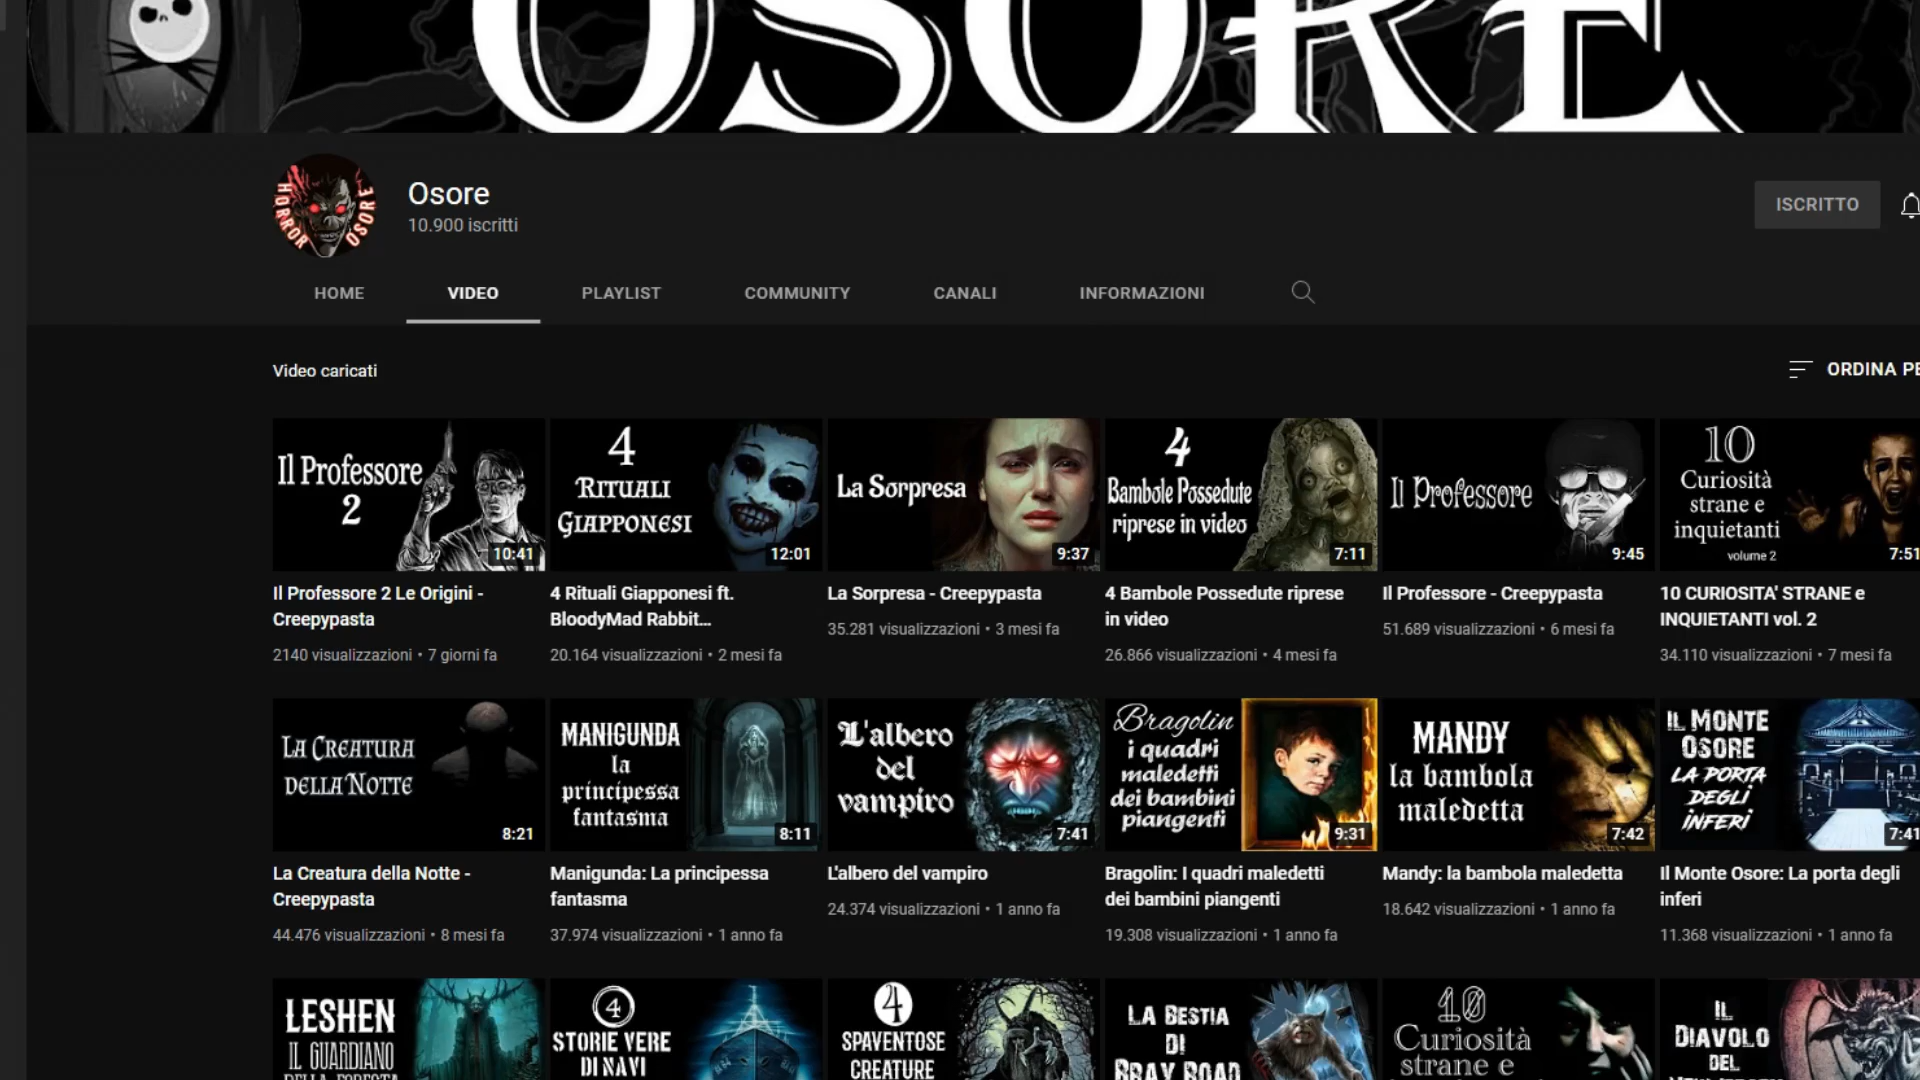 OSORE
HORROR OSORE
Osore
10.900 iscritti
ISCRITTO
HOME
VIDEO
PLAYLIST
COMMUNITY
CANALI
INFORMAZIONI
Video caricati
ORDINA PE
Il Professore
2
10:41
4
Rituali
Giapponesi
12:01
La Sorpresa
9:37
4
Bambole Possedute
riprese in video
7:11
Il Professore
9:45
10
Curiosità
strane e
inquietanti
volume 2
7:51
Il Professore 2 Le Origini -
Creepypasta
2140 visualizzazioni • 7 giorni fa
4 Rituali Giapponesi ft.
BloodyMad Rabbit...
20.164 visualizzazioni • 2 mesi fa
La Sorpresa - Creepypasta
35.281 visualizzazioni • 3 mesi fa
4 Bambole Possedute riprese
in video
26.866 visualizzazioni • 4 mesi fa
Il Professore - Creepypasta
51.689 visualizzazioni • 6 mesi fa
10 CURIOSITA' STRANE e
INQUIETANTI vol. 2
34.110 visualizzazioni • 7 mesi fa
La Creatura
della Notte
8:21
MANIGUNDA
la
principessa
fantasma
8:11
L'albero
del
vampiro
7:41
Bragolin
i quadri
maledetti
dei bambini
piangenti
9:31
MANDY
la bambola
maledetta
7:42
IL MONTE
OSORE
LA PORTA
DEGLI
INFERI
7:41
La Creatura della Notte -
Creepypasta
44.476 visualizzazioni • 8 mesi fa
Manigunda: La principessa
fantasma
37.974 visualizzazioni • 1 anno fa
L'albero del vampiro
24.374 visualizzazioni • 1 anno fa
Bragolin: I quadri maledetti
dei bambini piangenti
19.308 visualizzazioni • 1 anno fa
Mandy: la bambola maledetta
18.642 visualizzazioni • 1 anno fa
Il Monte Osore: La porta degli
inferi
11.368 visualizzazioni • 1 anno fa
LESHEN
IL GUARDIANO
DELLA FORESTA
4
STORIE VERE
DI NAVI
4
SPAVENTOSE
CREATURE
LA BESTIA
DI
BRAY ROAD
10
Curiosità
strane e
IL
DIAVOLO
DEL